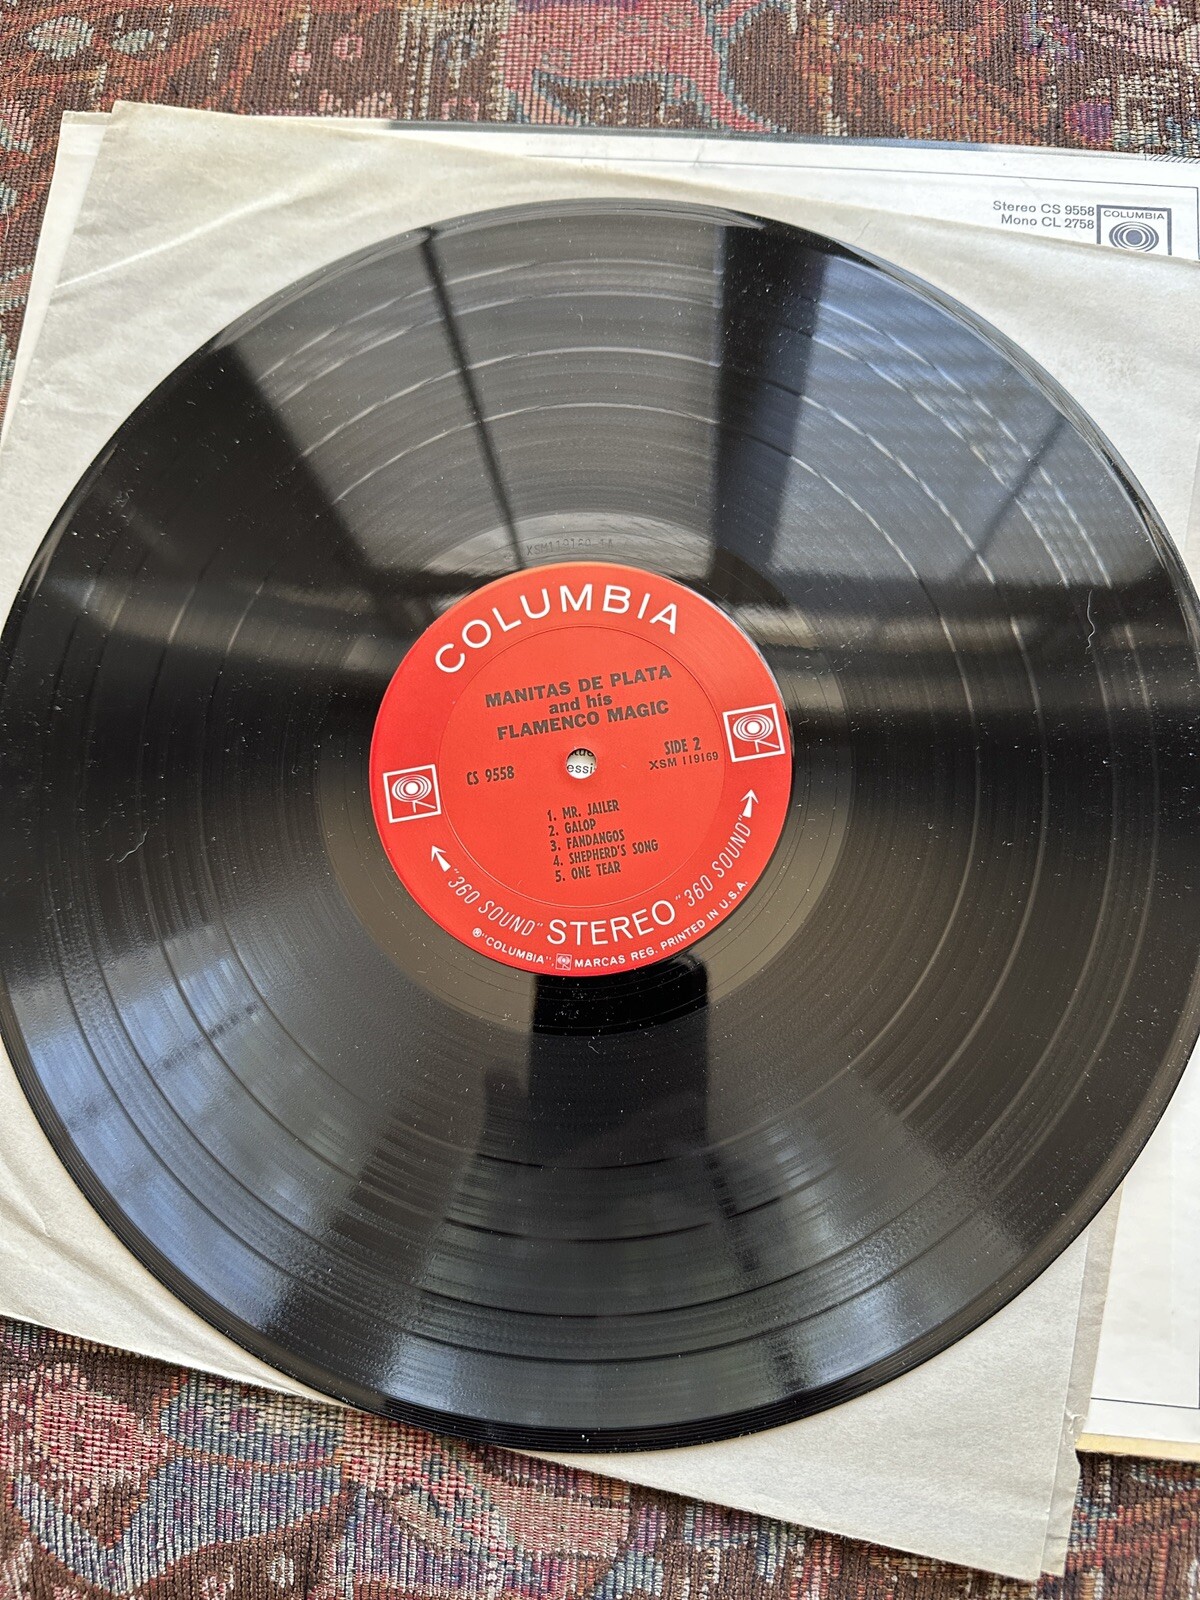 Stereo CS 9558
Mono CL 2758
COLUMBIA
COLUMBIA
MANITAS DE PLATA
and his
FLAMENCO MAGIC
CS 9558
SIDE 2
XSM 119169
1. MR. JAILER
2. GALOP
3. FANDANGOS
4. SHEPHERD'S SONG
5. ONE TEAR
"360 SOUND" STEREO "360 SOUND"
® "COLUMBIA", MARCAS REG. PRINTED IN U.S.A.